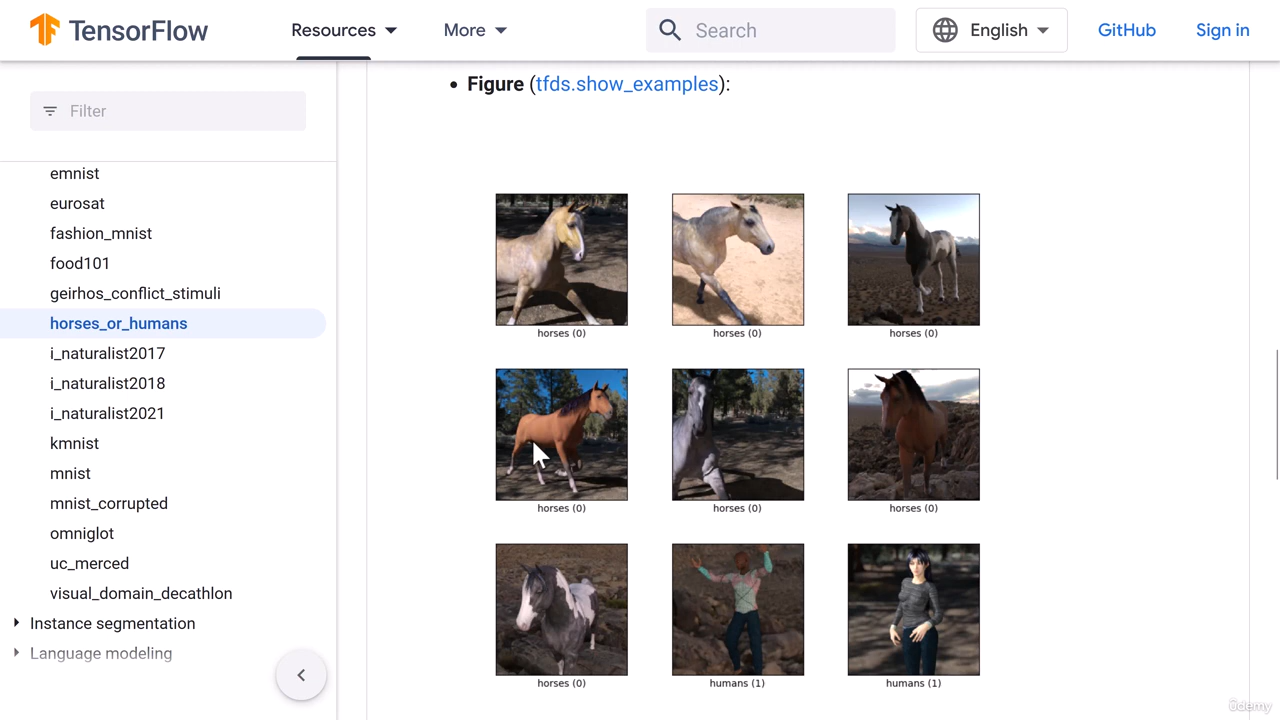 TensorFlow
Resources
More
Search
English
GitHub
Sign in
Filter
emnist
eurosat
fashion_mnist
food101
geirhos_conflict_stimuli
horses_or_humans
i_naturalist2017
i_naturalist2018
i_naturalist2021
kmnist
mnist
mnist_corrupted
omniglot
uc_merced
visual_domain_decathlon
Instance segmentation
Language modeling
• Figure (tfds.show_examples):
horses (0) horses (0) horses (0)
horses (0) horses (0) horses (0)
horses (0) humans (1) humans (1)
ûdemy